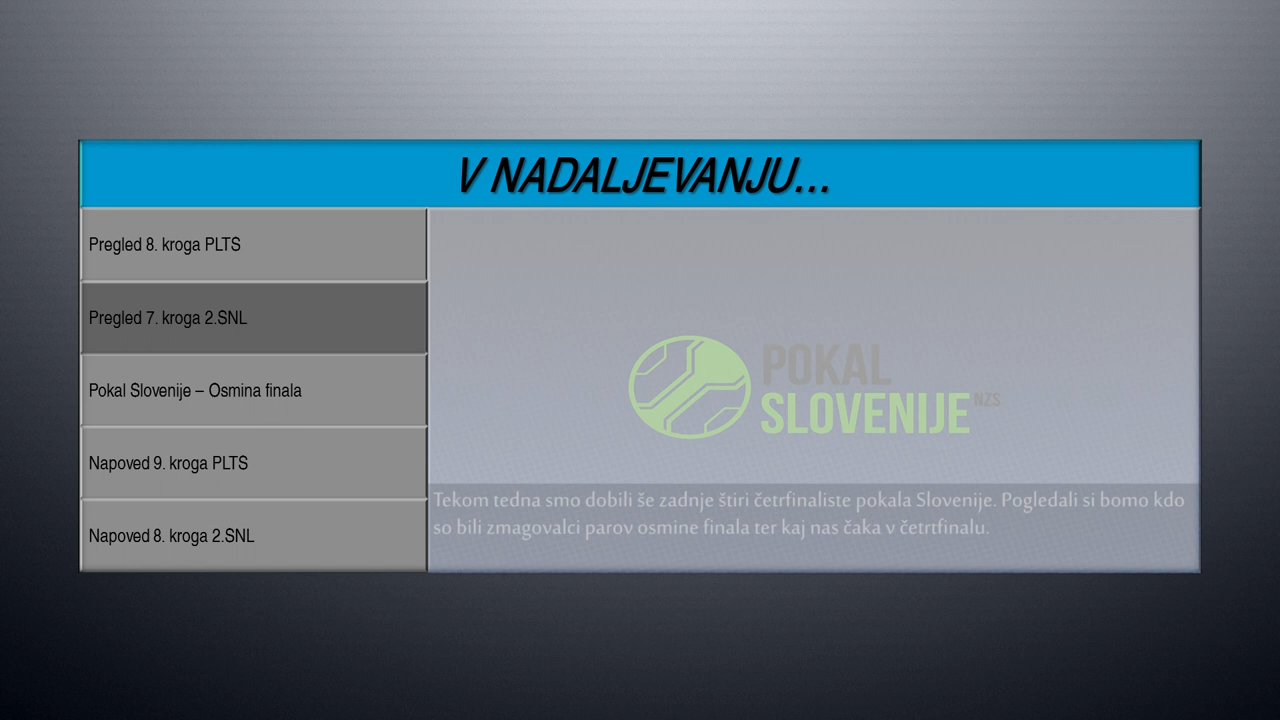 V NADALJEVANJU...
Pregled 8. kroga PLTS
Pregled 7. kroga 2.SNL
Pokal Slovenije – Osmina finala
Napoved 9. kroga PLTS
Napoved 8. kroga 2.SNL
POKAL
SLOVENIJE NZS
Tekom tedna smo dobili še zadnje štiri četrfinaliste pokala Slovenije. Pogledali si bomo kdo
so bili zmagovalci parov osmine finala ter kaj nas čaka v četrtfinalu.